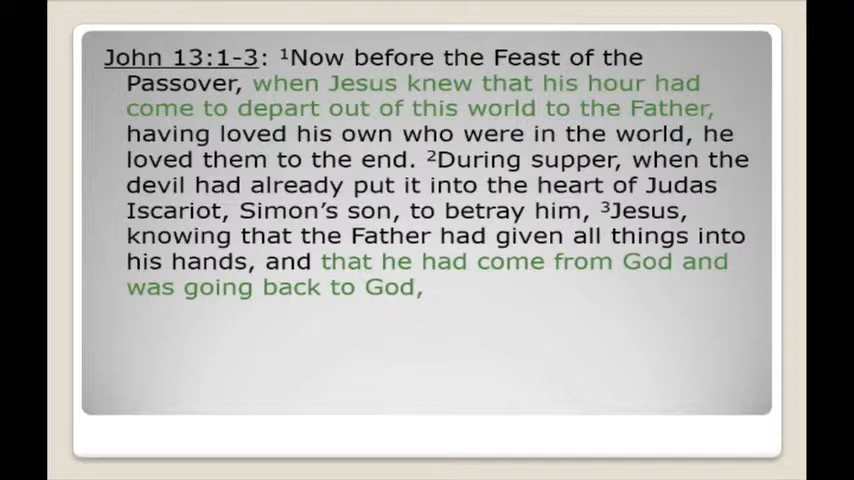 John 13:1-3: ¹Now before the Feast of the
Passover, when Jesus knew that his hour had
come to depart out of this world to the Father,
having loved his own who were in the world, he
loved them to the end. ²During supper, when the
devil had already put it into the heart of Judas
Iscariot, Simon’s son, to betray him, ³Jesus,
knowing that the Father had given all things into
his hands, and that he had come from God and
was going back to God,